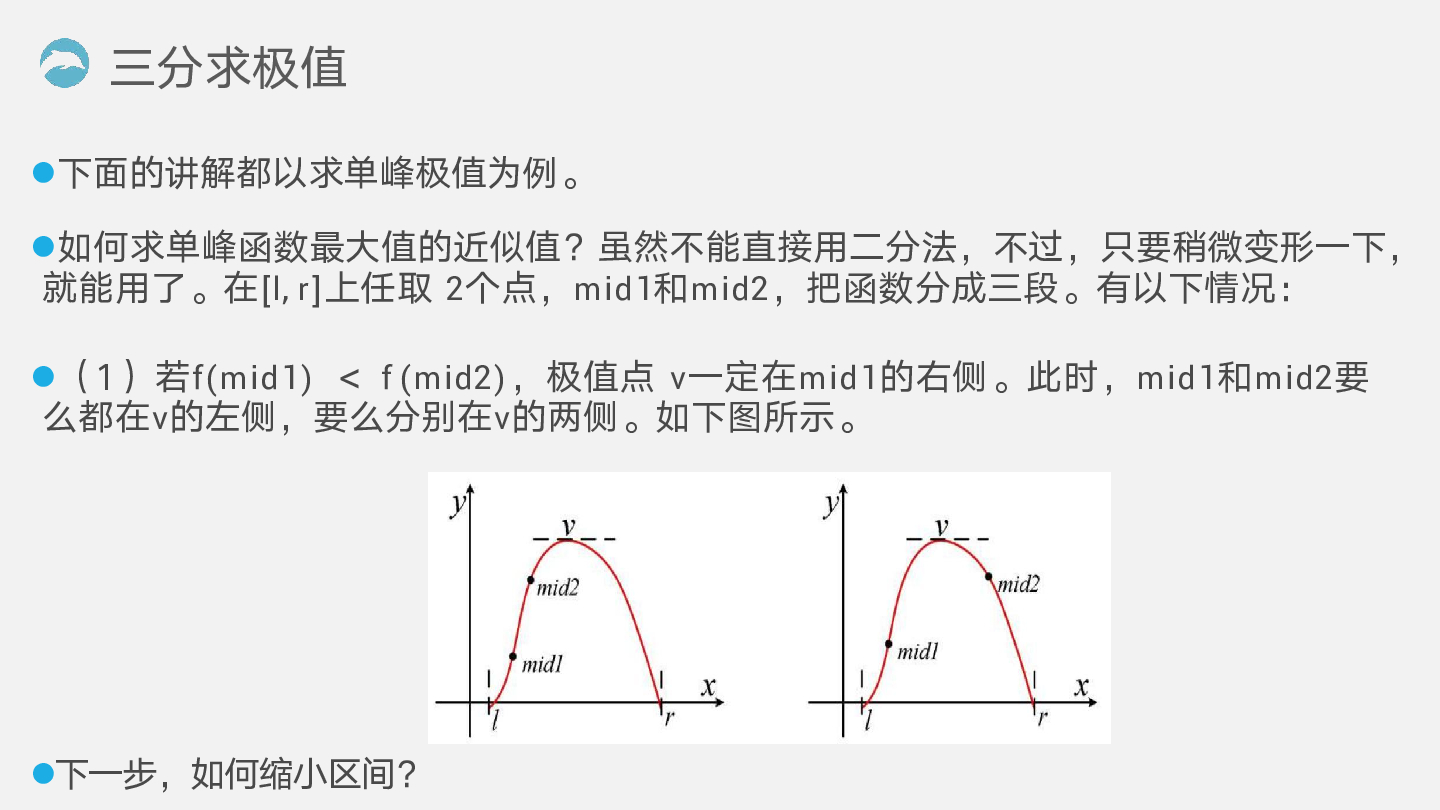 三分求极值
●下面的讲解都以求单峰极值为例。
●如何求单峰函数最大值的近似值？虽然不能直接用二分法，不过，只要稍微变形一下，
就能用了。在[l, r]上任取 2个点，mid1和mid2，把函数分成三段。有以下情况：
●（1）若f(mid1) < f(mid2)，极值点 v一定在mid1的右侧。此时，mid1和mid2要
么都在v的左侧，要么分别在v的两侧。如下图所示。
y
v
mid2
mid1
x
l
r
y
v
mid2
mid1
x
l
r
●下一步，如何缩小区间？